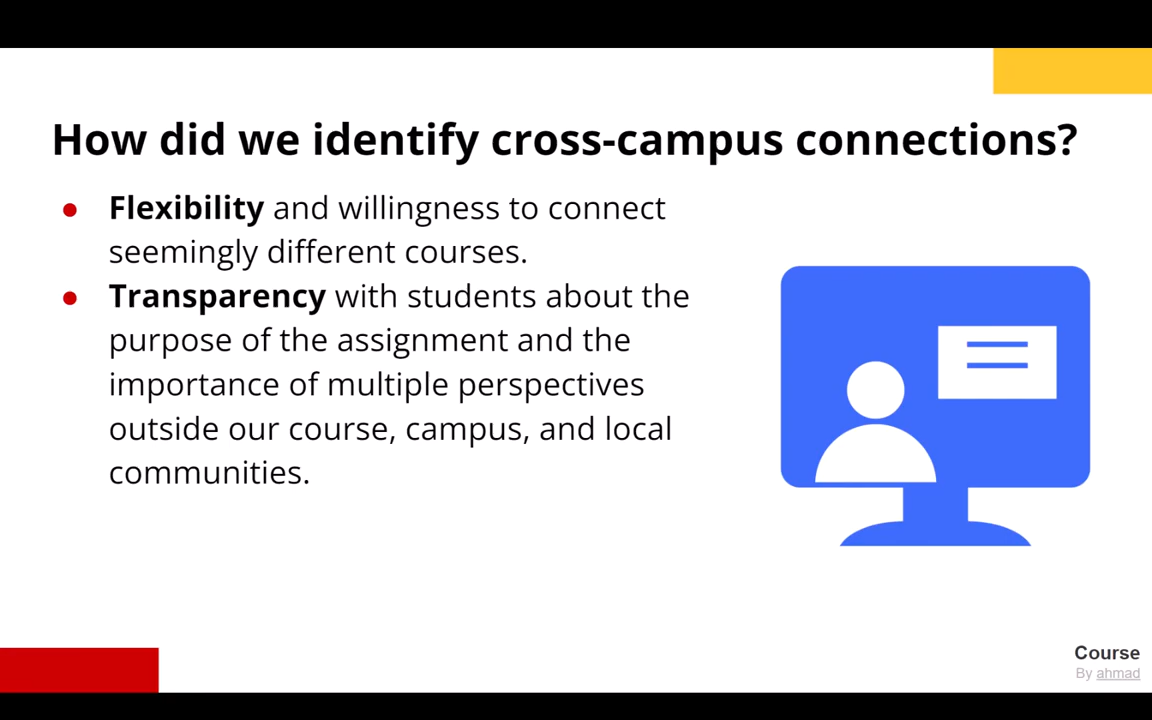 How did we identify cross-campus connections?
● Flexibility and willingness to connect
seemingly different courses.
● Transparency with students about the
purpose of the assignment and the
importance of multiple perspectives
outside our course, campus, and local
communities.
Course
By ahmad